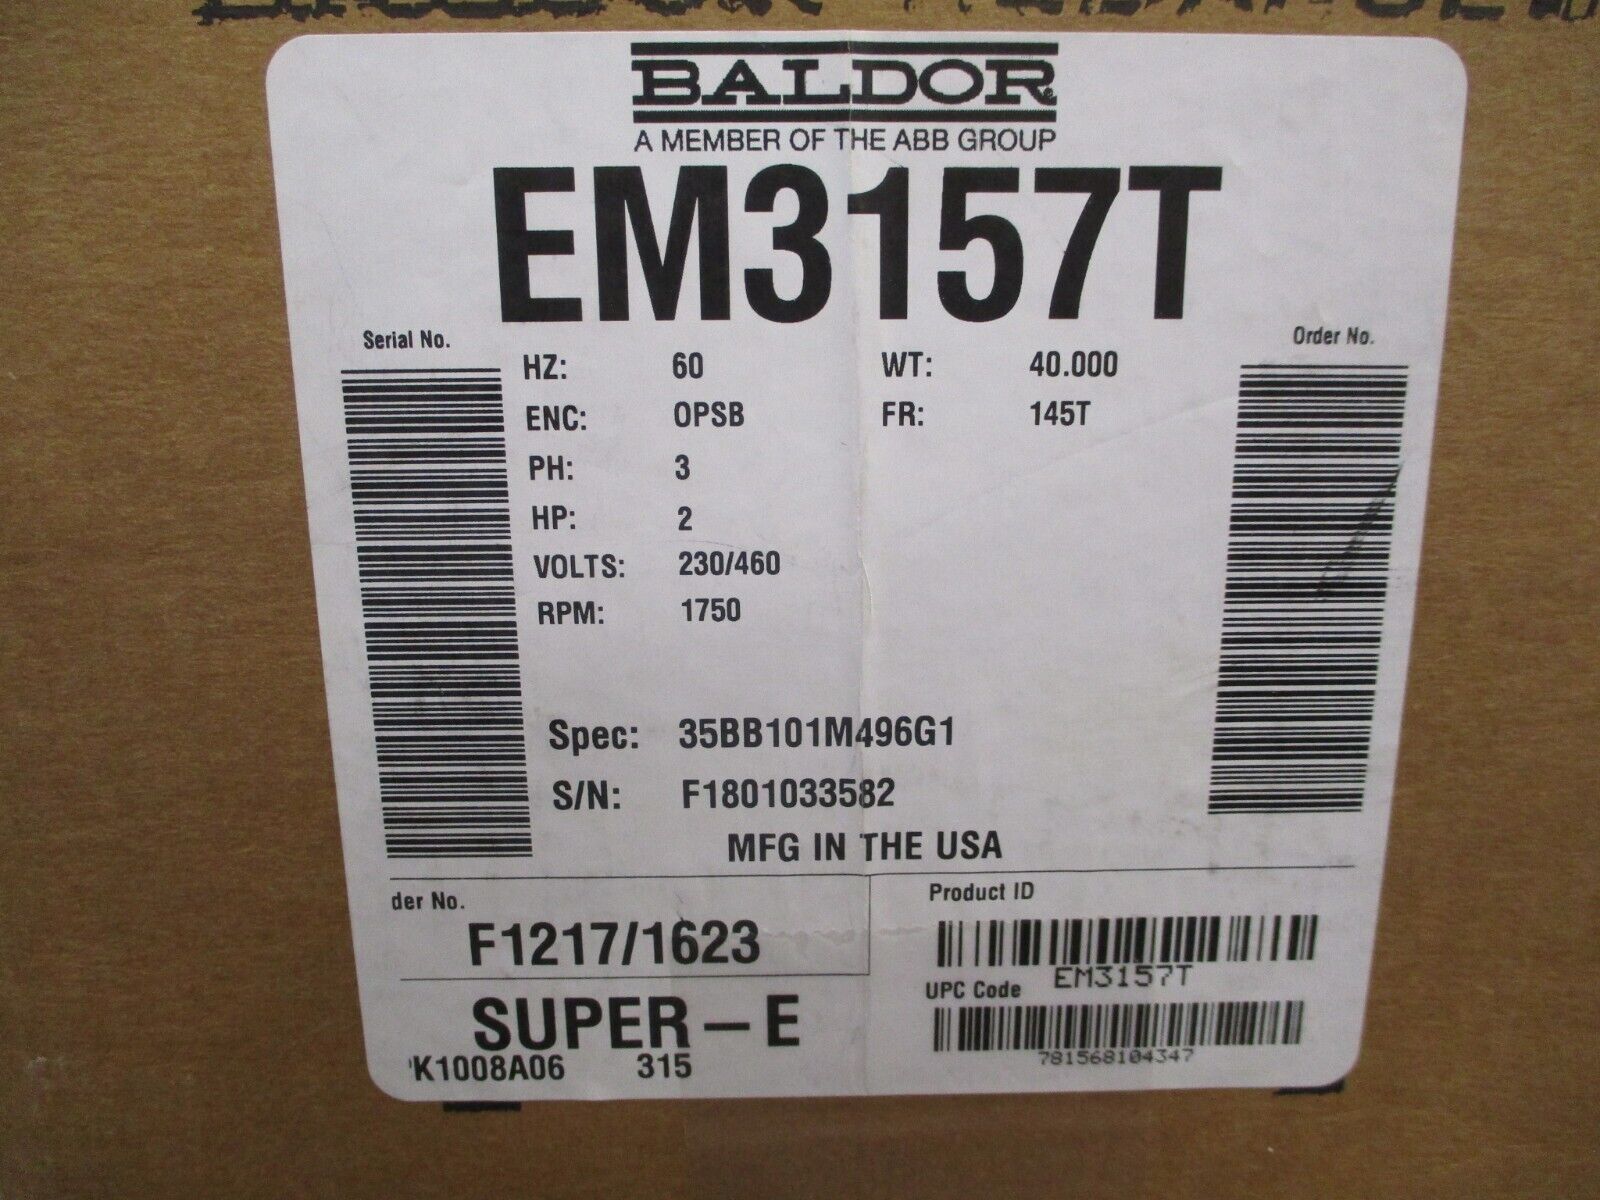 BALDOR
A MEMBER OF THE ABB GROUP
EM3157T
Serial No.
Order No.
HZ: 60 WT: 40.000
ENC: OPSB FR: 145T
PH: 3
HP: 2
VOLTS: 230/460
RPM: 1750
Spec: 35BB101M496G1
S/N: F1801033582
MFG IN THE USA
der No.
F1217/1623
Product ID
EM3157T
UPC Code
781568104347
SUPER-E
K1008A06 315